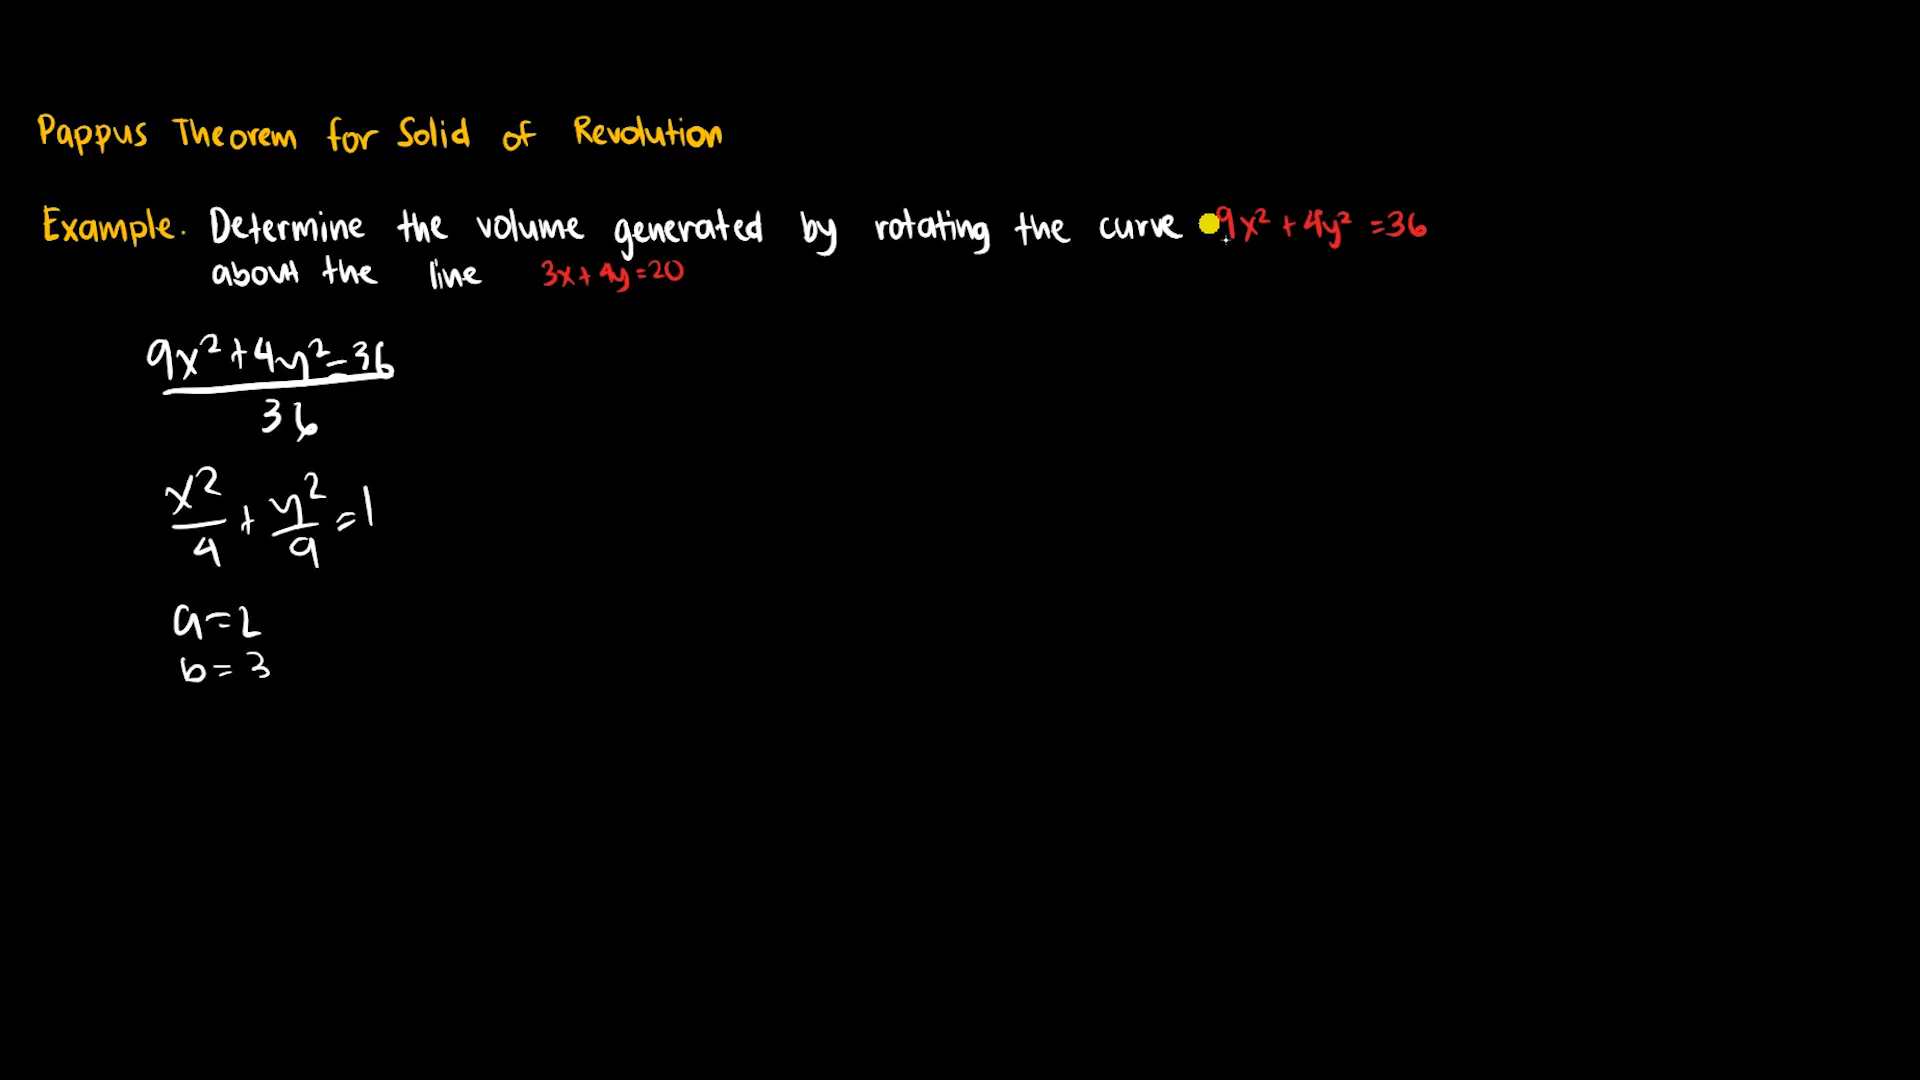 Pappus Theorem for Solid of Revolution
Example. Determine the volume generated by rotating the curve 9x² + 4y² = 36
about the line 3x + 4y = 20
9x² + 4y² = 36
36
x²/4 + y²/9 = 1
a = 2
b = 3